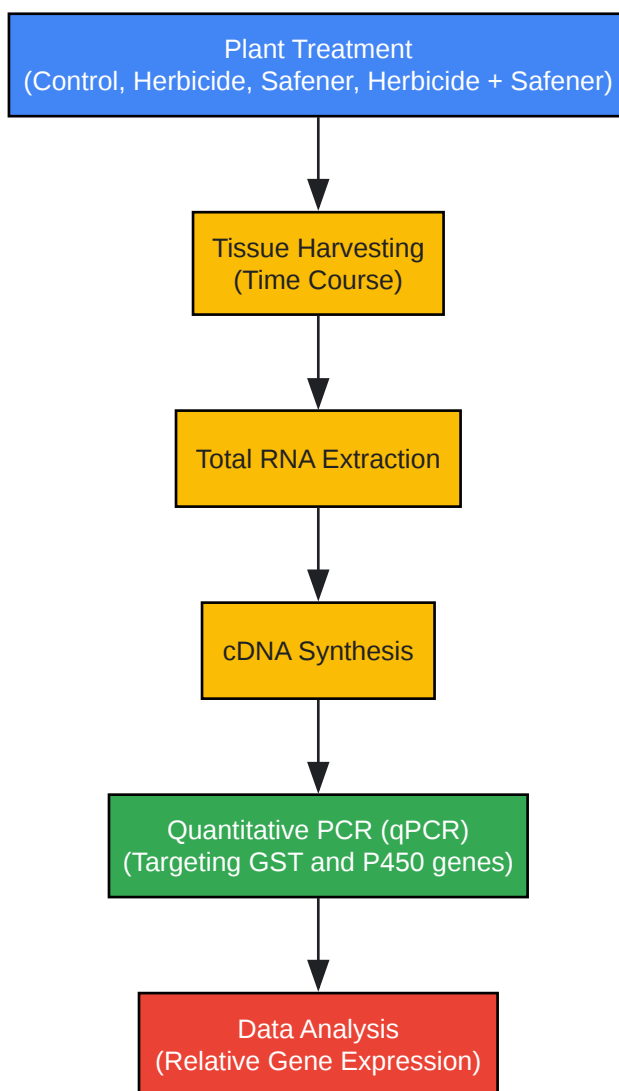 Plant Treatment
(Control, Herbicide, Safener, Herbicide + Safener)
Tissue Harvesting
(Time Course)
Total RNA Extraction
cDNA Synthesis
Quantitative PCR (qPCR)
(Targeting GST and P450 genes)
Data Analysis
(Relative Gene Expression)